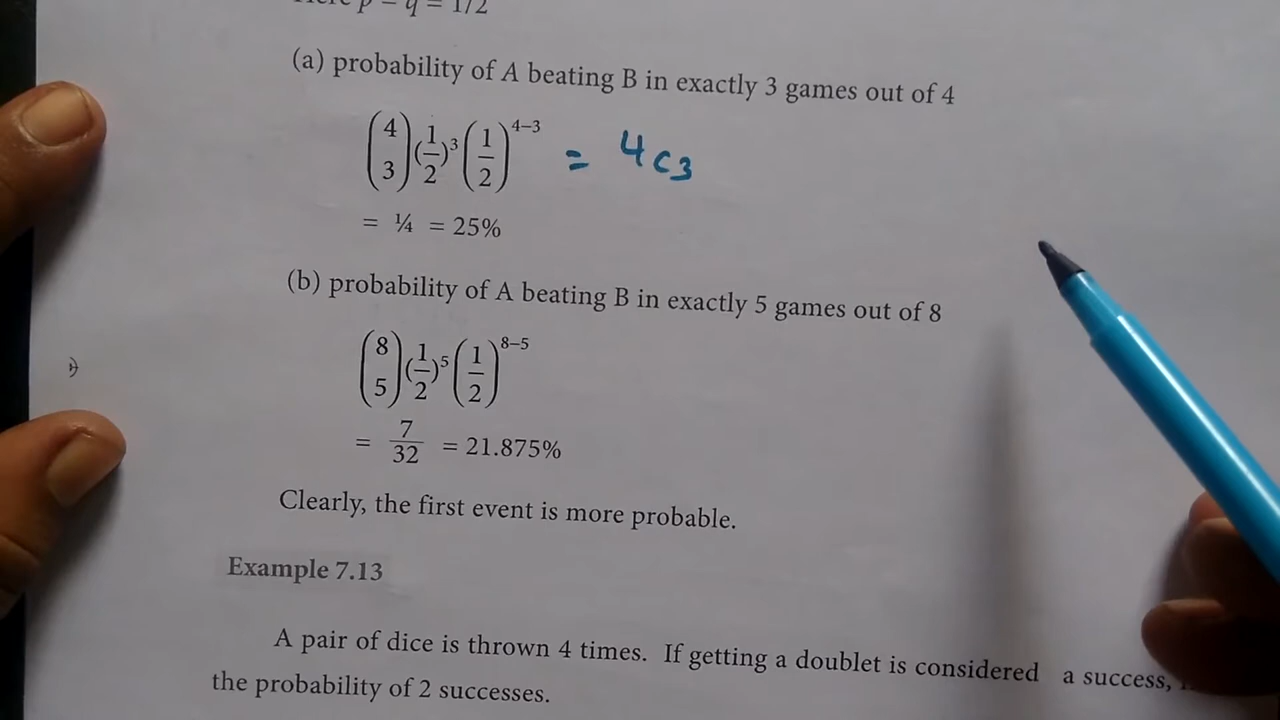 p = q = 1/2
(a) probability of A beating B in exactly 3 games out of 4
(4 3) (1/2)³ (1/2)⁴⁻³ = 4c3
= ¼ = 25%
(b) probability of A beating B in exactly 5 games out of 8
(8 5) (1/2)⁵ (1/2)⁸⁻⁵
= 7/32 = 21.875%
Clearly, the first event is more probable.
Example 7.13
A pair of dice is thrown 4 times. If getting a doublet is considered a success,
the probability of 2 successes.